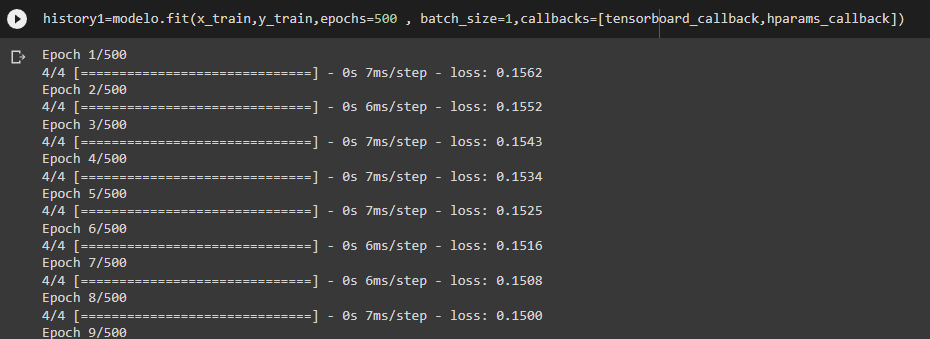 history1=modelo.fit(x_train,y_train,epochs=500 , batch_size=1,callbacks=[tensorboard_callback,hparams_callback])
Epoch 1/500
4/4 [==============================] - 0s 7ms/step - loss: 0.1562
Epoch 2/500
4/4 [==============================] - 0s 6ms/step - loss: 0.1552
Epoch 3/500
4/4 [==============================] - 0s 7ms/step - loss: 0.1543
Epoch 4/500
4/4 [==============================] - 0s 7ms/step - loss: 0.1534
Epoch 5/500
4/4 [==============================] - 0s 7ms/step - loss: 0.1525
Epoch 6/500
4/4 [==============================] - 0s 6ms/step - loss: 0.1516
Epoch 7/500
4/4 [==============================] - 0s 6ms/step - loss: 0.1508
Epoch 8/500
4/4 [==============================] - 0s 7ms/step - loss: 0.1500
Epoch 9/500